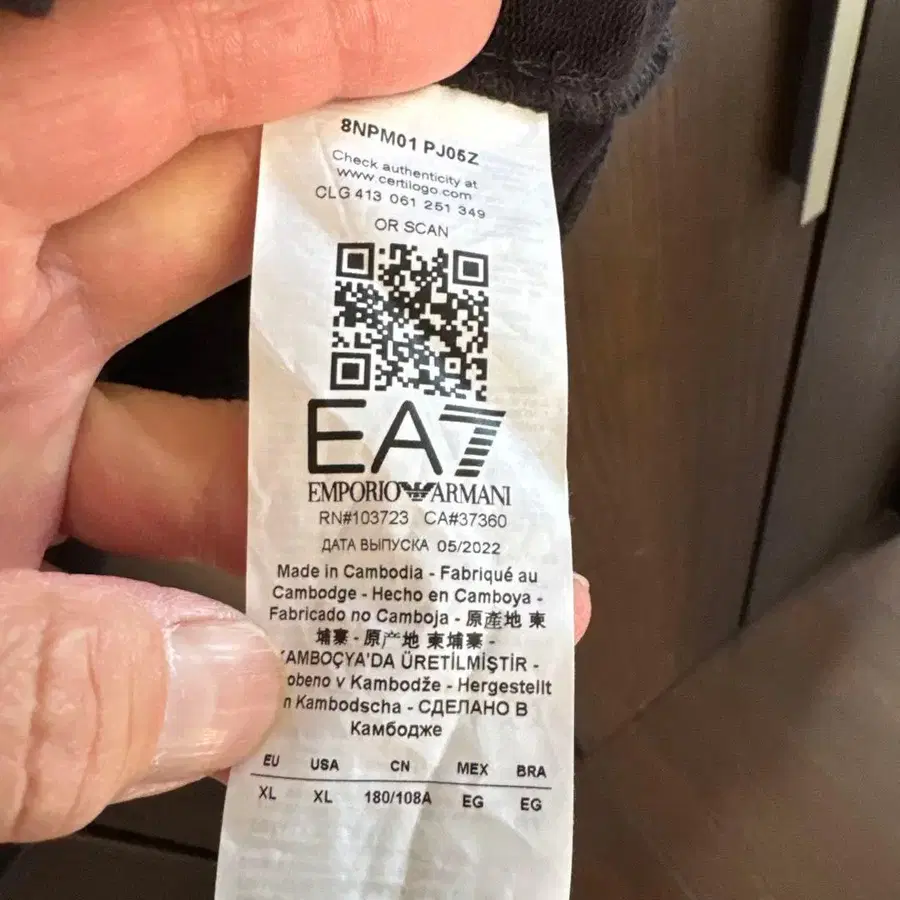 8NPM01 PJ05Z
Check authenticity at
www.certilogo.com
CLG 413 061 251 349
OR SCAN
EA7
EMPORIO ARMANI
RN#103723 CA#37360
ДАТА ВЫПУСКА 05/2022
Made in Cambodia - Fabriqué au
Cambodge - Hecho en Camboya -
Fabricado no Camboja - 原產地 柬
埔寨 - 原产地 柬埔寨 -
KAMBOÇYA'DA ÜRETİLMİŞTİR -
obeno v Kambodže - Hergestellt
n Kambodscha - СДЕЛАНО В
Камбодже
EU USA CN MEX BRA
XL XL 180/108A EG EG